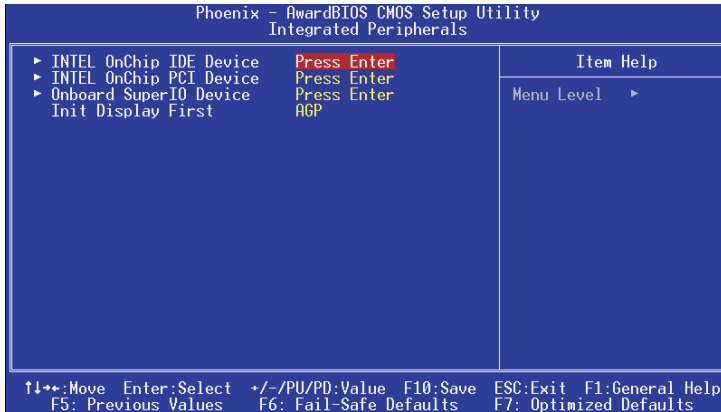 Phoenix - AwardBIOS CMOS Setup Utility
Integrated Peripherals
► INTEL OnChip IDE Device Press Enter
► INTEL OnChip PCI Device Press Enter
► Onboard SuperIO Device Press Enter
Init Display First AGP
Item Help
Menu Level ►
↑↓→←:Move Enter:Select +/-/PU/PD:Value F10:Save ESC:Exit F1:General Help
F5: Previous Values F6: Fail-Safe Defaults F7: Optimized Defaults